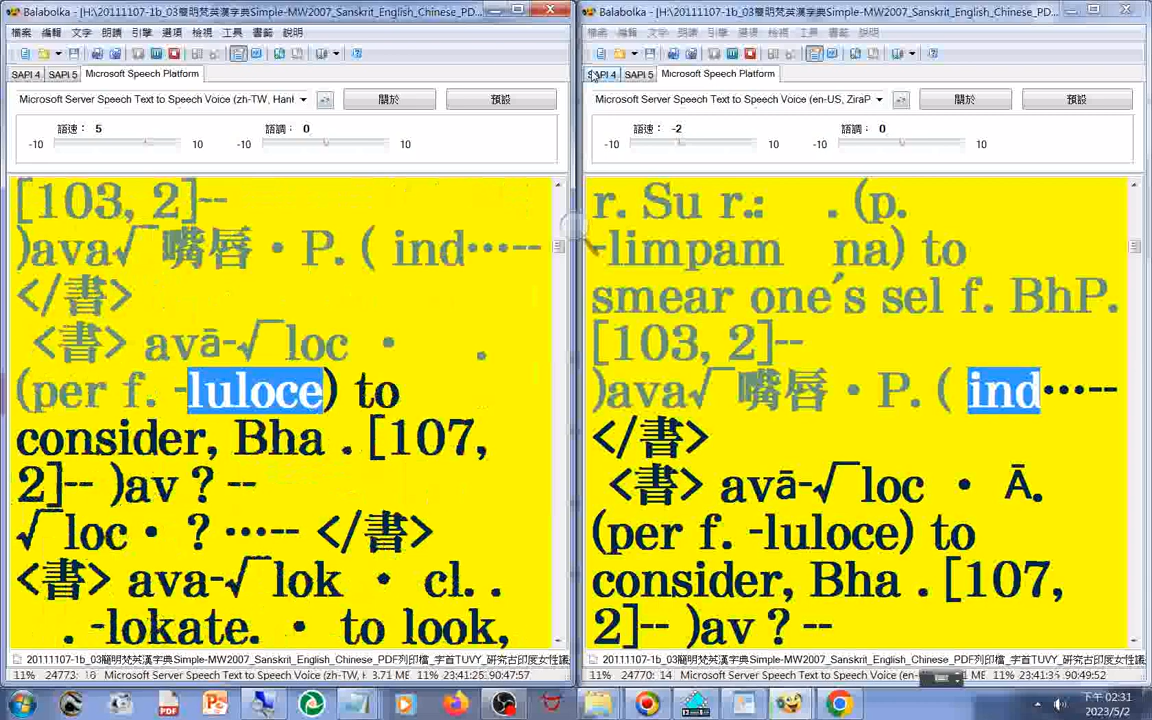 Balabolka - [H:\20111107-1b_03簡明梵英漢字典Simple-MW2007_Sanskrit_English_Chinese_PD...
檔案 編輯 文字 朗讀 引擎 選項 檢視 工具 書籤 說明
SAPI 4 SAPI 5 Microsoft Speech Platform
Microsoft Server Speech Text to Speech Voice (zh-TW, Hanl 關於 預設
語速： 5 語調： 0
-10 10 -10 10
[103, 2]--
)ava√￣嘴唇・P. ( ind…--
</書>
<書> avā-√￣loc ・ .
(per f. -luloce) to
consider, Bha . [107,
2]-- )av ? --
√￣loc・ ? …-- </書>
<書> ava-√￣lok ・ cl. .
. -lokate. ・ to look,
20111107-1b_03簡明梵英漢字典Simple-MW2007_Sanskrit_English_Chinese_PDF列印檔_字首TUVY_研究古印度女性議
11% 24773: 16 Microsoft Server Speech Text to Speech Voice (zh-TW, H 3.71 ME 11% 23:41:25 90:47:57
Balabolka - [H:\20111107-1b_03簡明梵英漢字典Simple-MW2007_Sanskrit_English_Chinese_PD...
檔案 編輯 文字 朗讀 引擎 選項 檢視 工具 書籤 說明
SAPI 4 SAPI 5 Microsoft Speech Platform
Microsoft Server Speech Text to Speech Voice (en-US, ZiraP 關於 預設
語速： -2 語調： 0
-10 10 -10 10
r. Su r.: . (p.
-limpam na) to
smear one's sel f. BhP.
[103, 2]--
)ava√￣嘴唇・P. ( ind…--
</書>
<書> avā-√￣loc ・ Ā.
(per f. -luloce) to
consider, Bha . [107,
2]-- )av ? --
20111107-1b_03簡明梵英漢字典Simple-MW2007_Sanskrit_English_Chinese_PDF列印檔_字首TUVY_研究古印度女性議
11% 24773: 14 Microsoft Server Speech Text to Speech Voice (en-US 11% 23:41:35 90:49:52
下午 02:31
2023/5/2